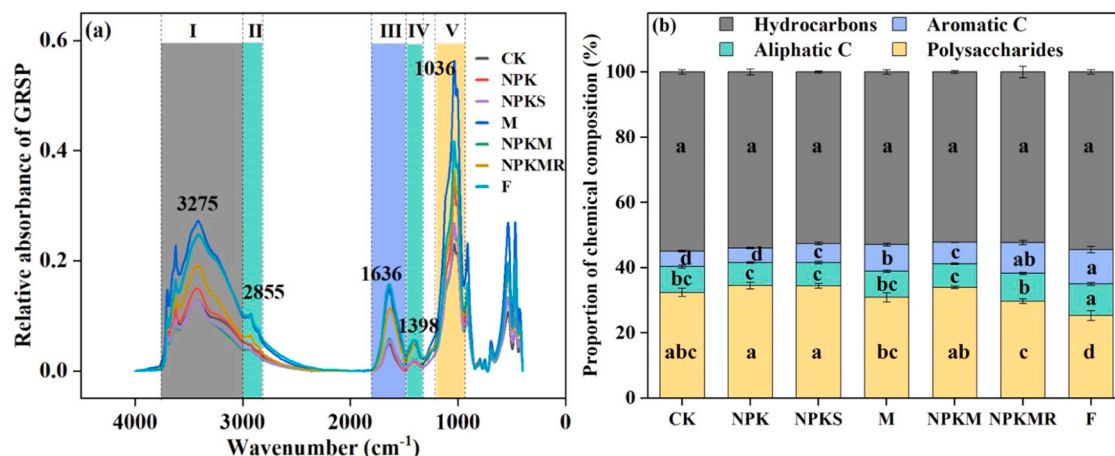 (a)
I II III IV V
0.6
0.4
0.2
0.0
Relative absorbance of GRSP
3275
2855
1636
1398
1036
CK
NPK
NPKS
M
NPKM
NPKMR
F
4000 3000 2000 1000 0
Wavenumber (cm-1)
(b)
Hydrocarbons Aromatic C
Aliphatic C Polysaccharides
Proportion of chemical composition (%)
100
80
60
40
20
0
a a a a a a a
d d c b c ab a
bc c c bc c b a
abc a a bc ab c d
CK NPK NPKS M NPKM NPKMR F